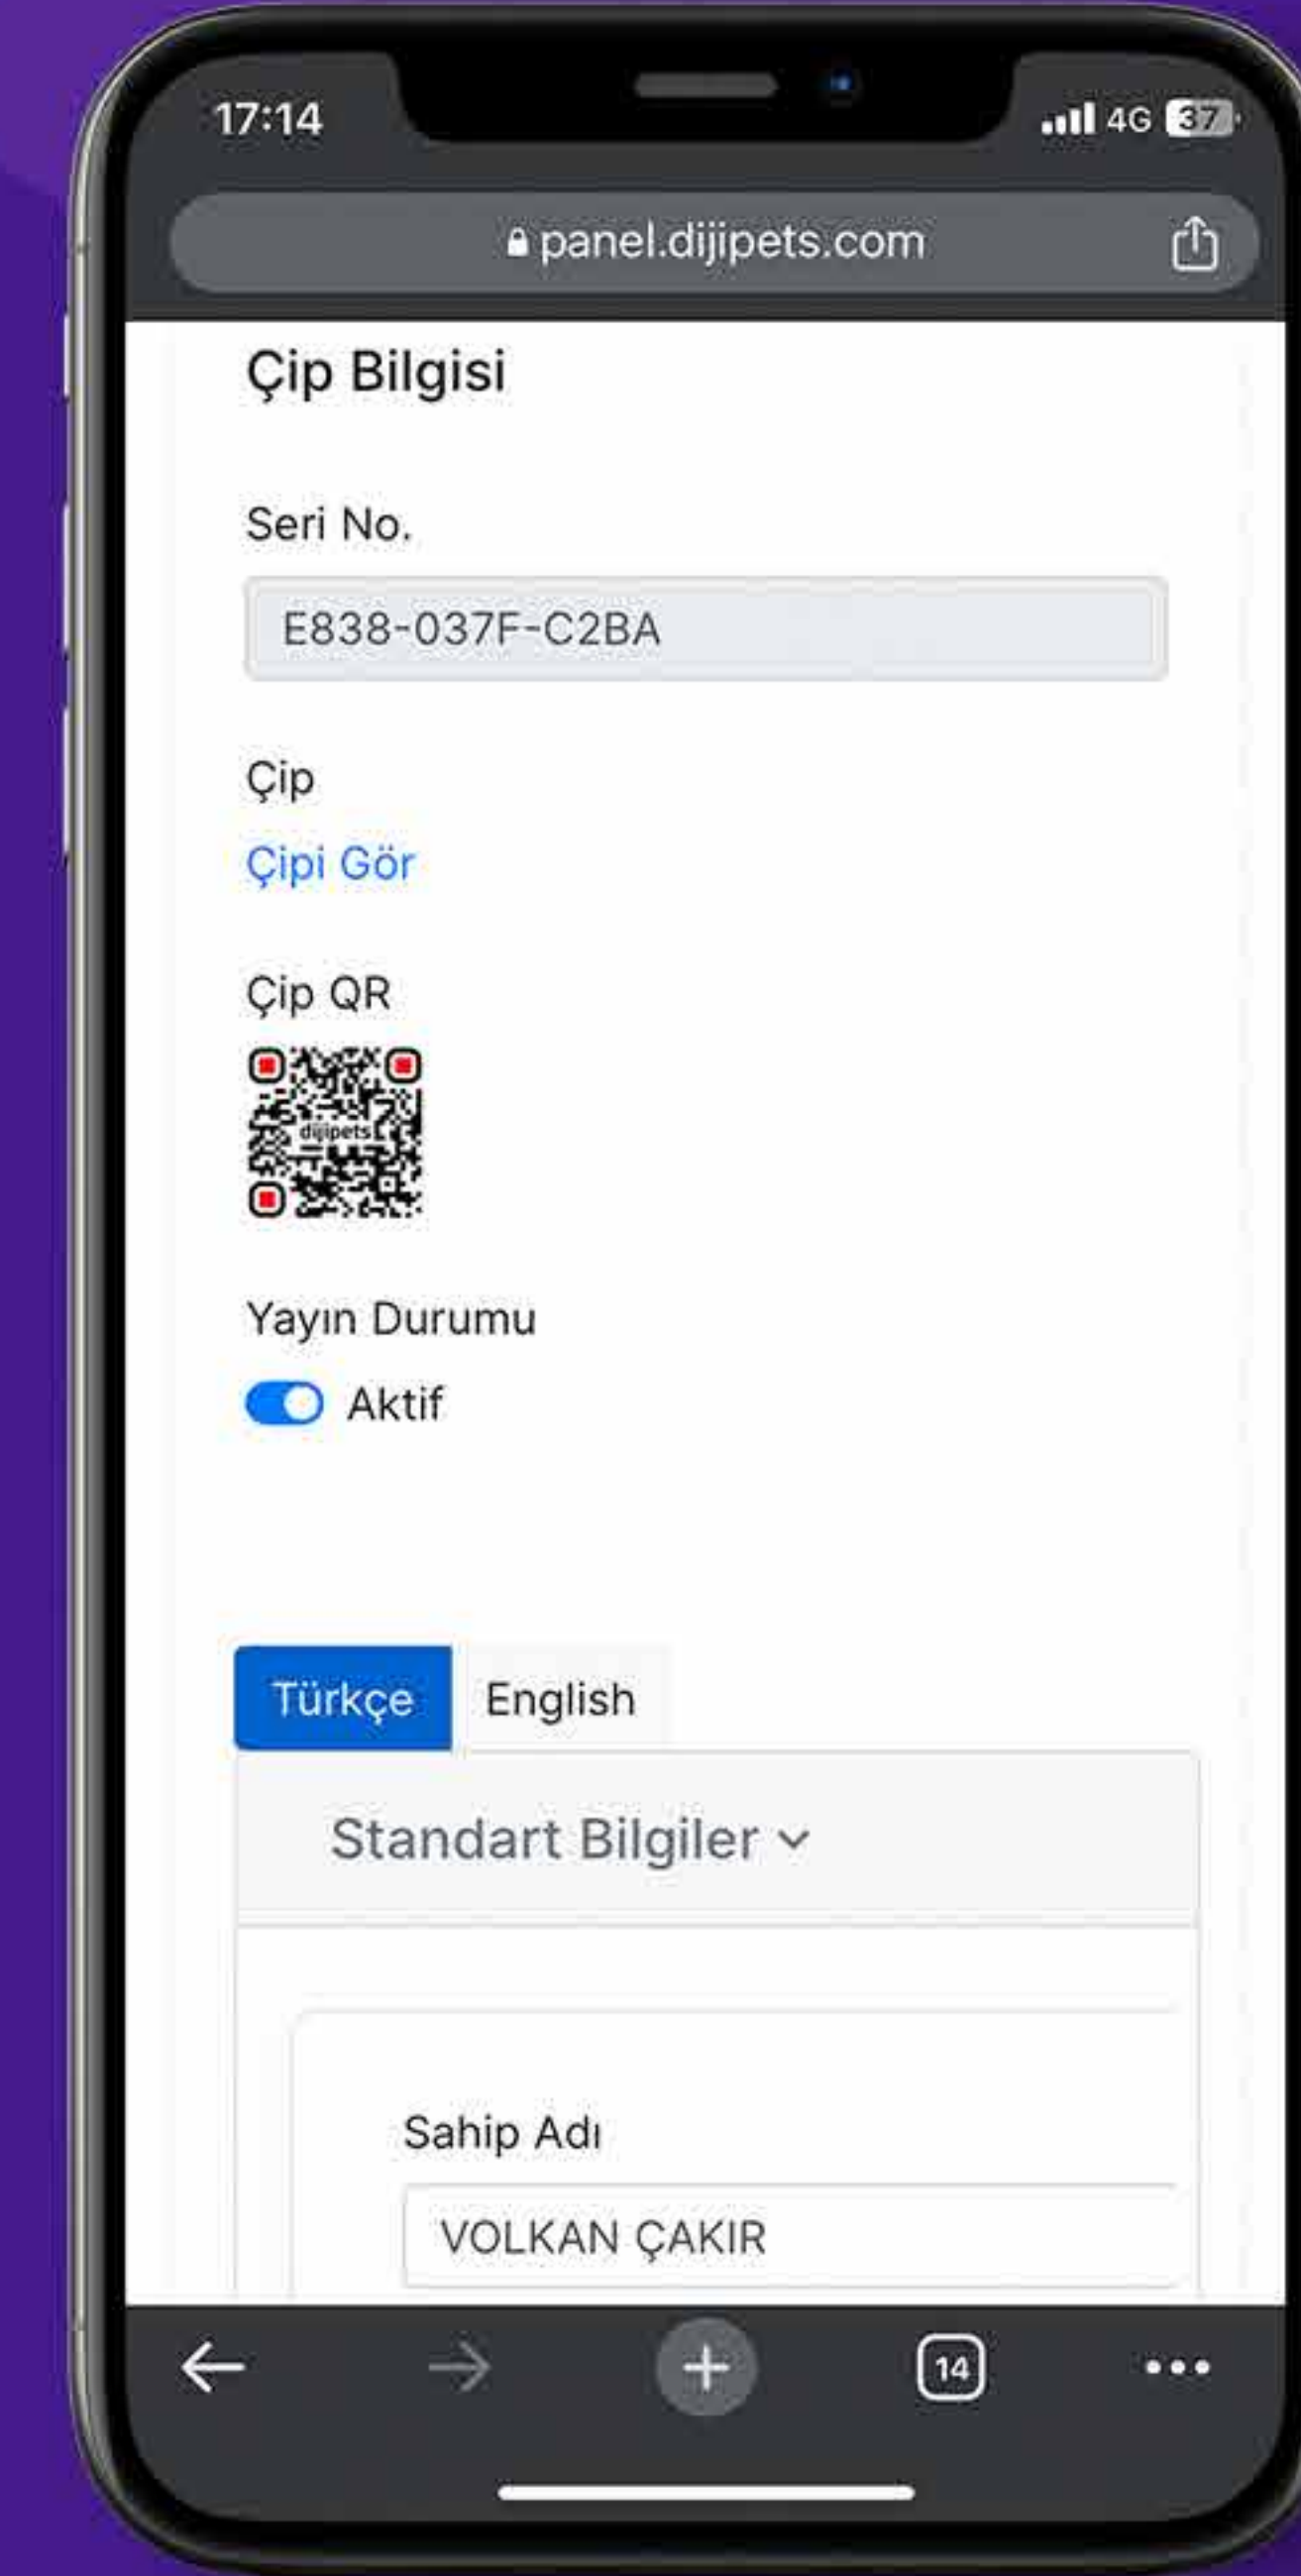 17:14
4G 37
panel.dijipets.com
Çip Bilgisi
Seri No.
E838-037F-C2BA
Çip
Çipi Gör
Çip QR
dijipets
Yayın Durumu
Aktif
Türkçe English
Standart Bilgiler
Sahip Adı
VOLKAN ÇAKIR
14